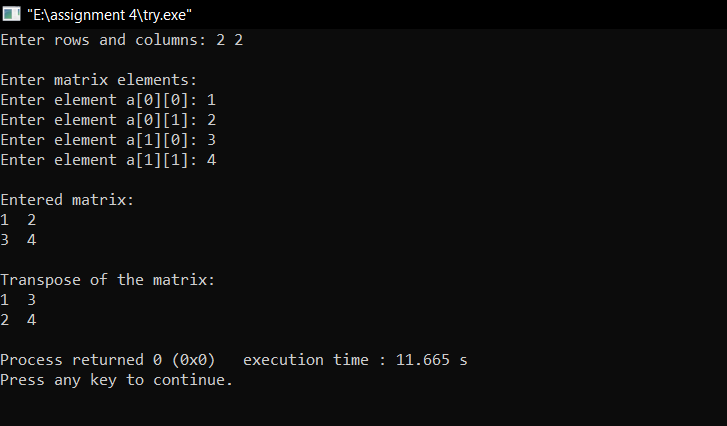 "E:\assignment 4\try.exe"
Enter rows and columns: 2 2
Enter matrix elements:
Enter element a[0][0]: 1
Enter element a[0][1]: 2
Enter element a[1][0]: 3
Enter element a[1][1]: 4
Entered matrix:
1  2
3  4
Transpose of the matrix:
1  3
2  4
Process returned 0 (0x0)   execution time : 11.665 s
Press any key to continue.